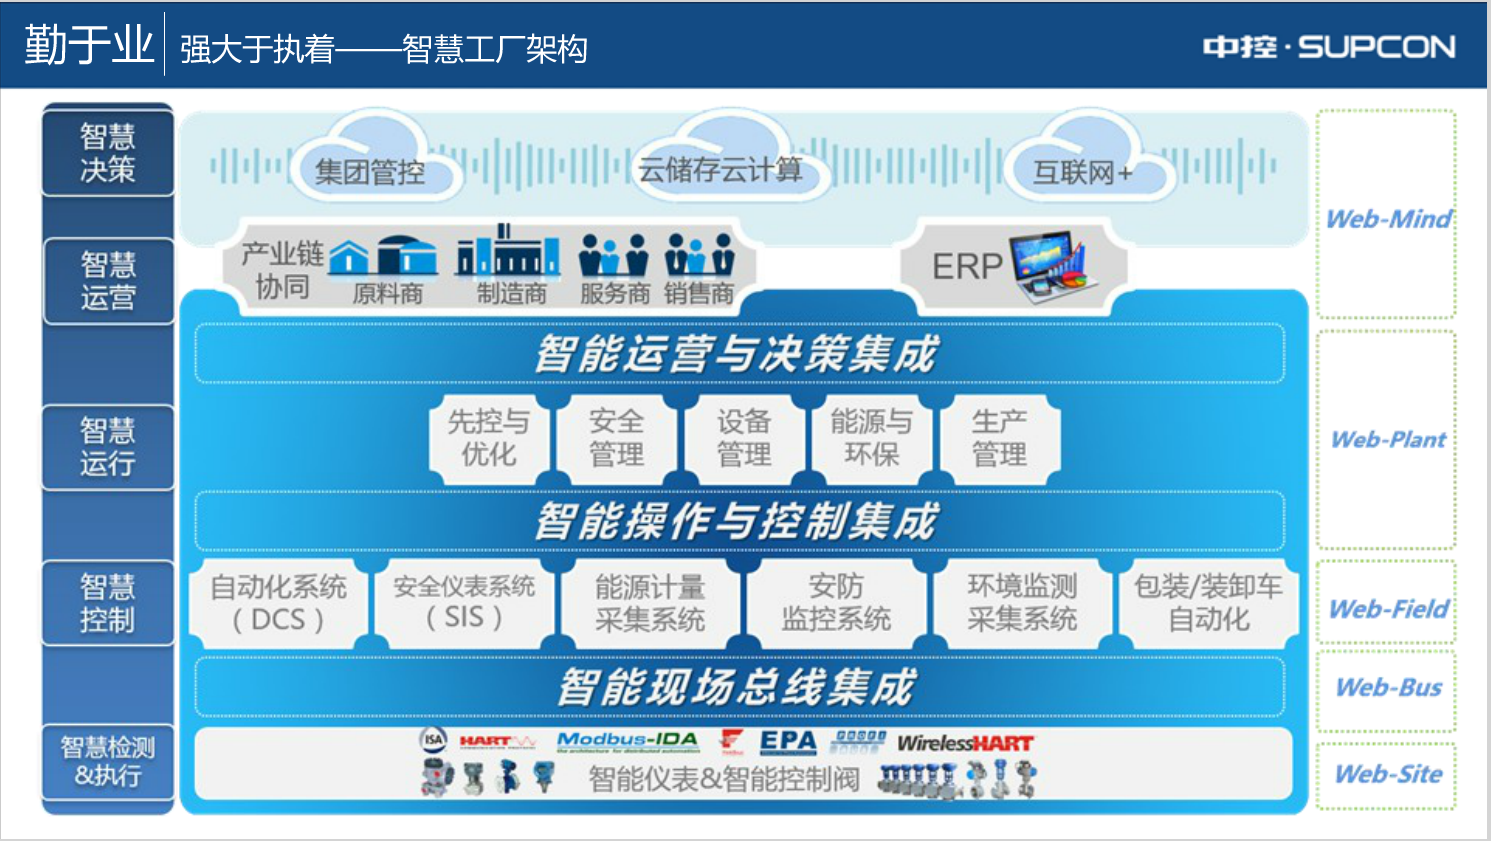 勤于业
强大于执着——智慧工厂架构
中控·SUPCON
智慧
决策
集团管控
云储存云计算
互联网+
Web-Mind
智慧
运营
产业链
协同
原料商
制造商
服务商
销售商
ERP
智能运营与决策集成
智慧
运行
先控与
优化
安全
管理
设备
管理
能源与
环保
生产
管理
Web-Plant
智能操作与控制集成
智慧
控制
自动化系统
（DCS）
安全仪表系统
（SIS）
能源计量
采集系统
安防
监控系统
环境监测
采集系统
包装/装卸车
自动化
Web-Field
智能现场总线集成
Web-Bus
智慧检测
&执行
ISA
HART
Modbus-IDA
the architecture for distributed automation
EPA
WirelessHART
智能仪表&智能控制阀
Web-Site